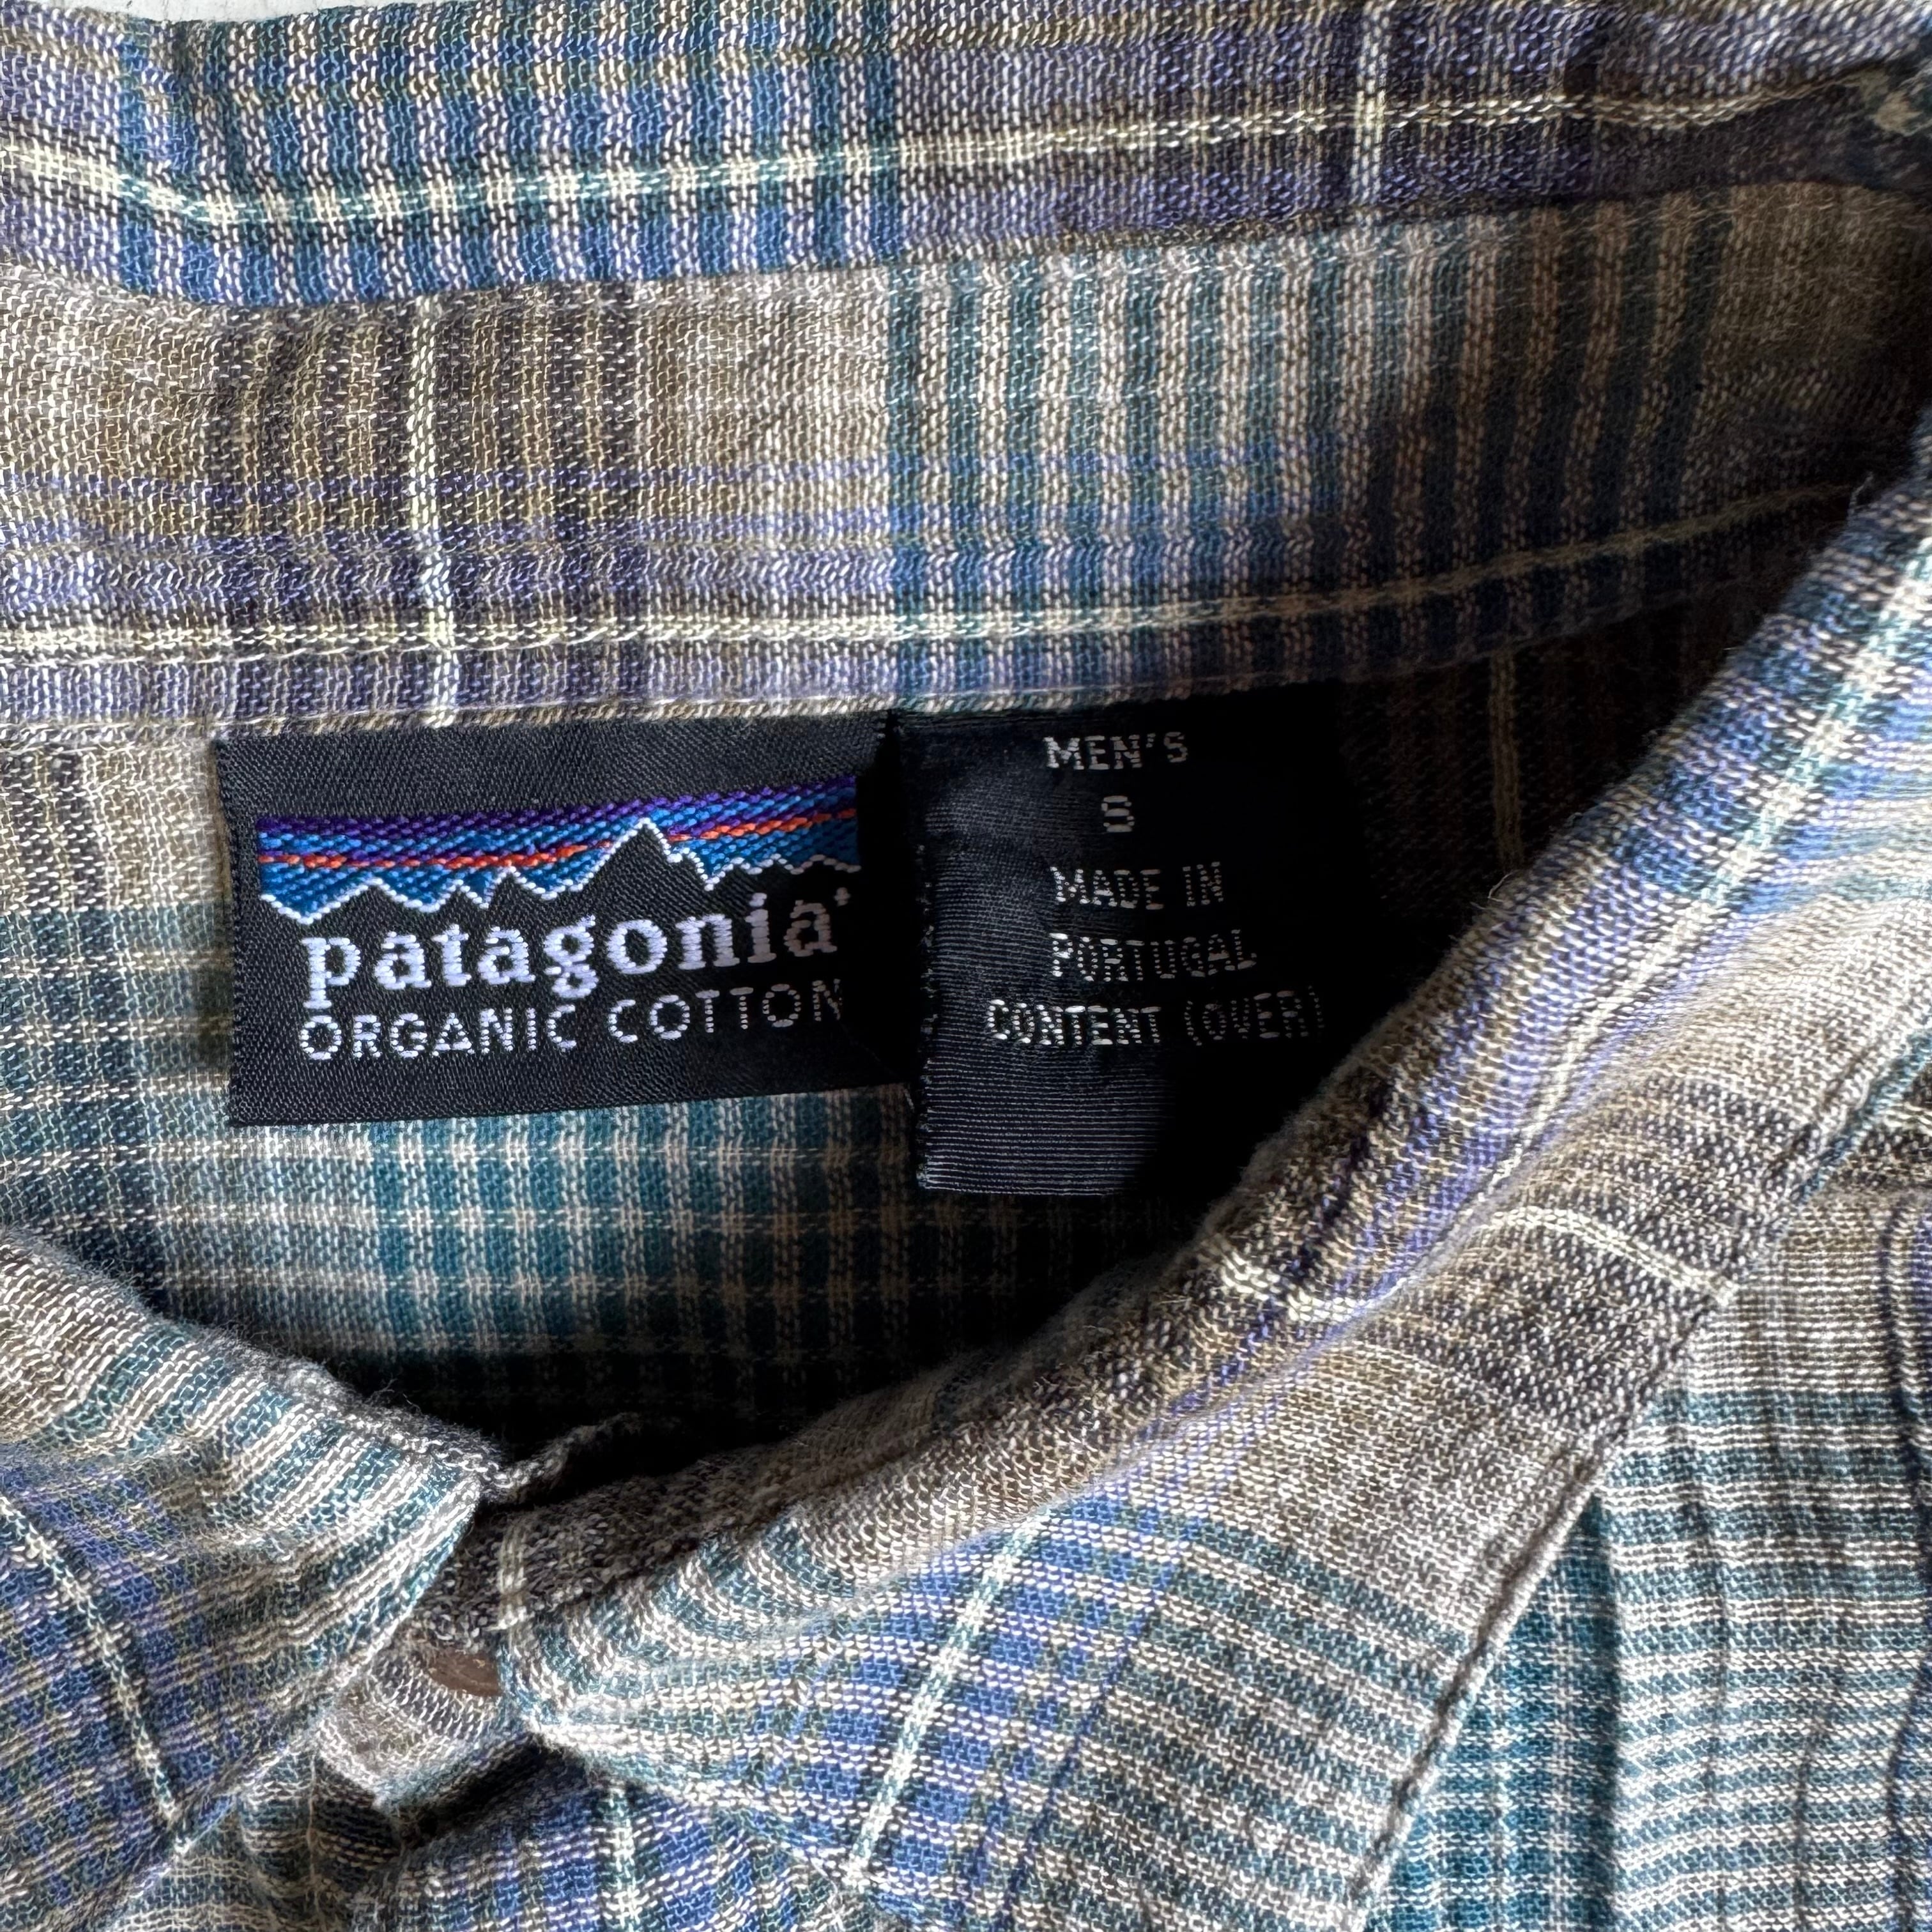 patagonia®
ORGANIC COTTON
MEN'S
S
MADE IN
PORTUGAL
CONTENT (OVER)